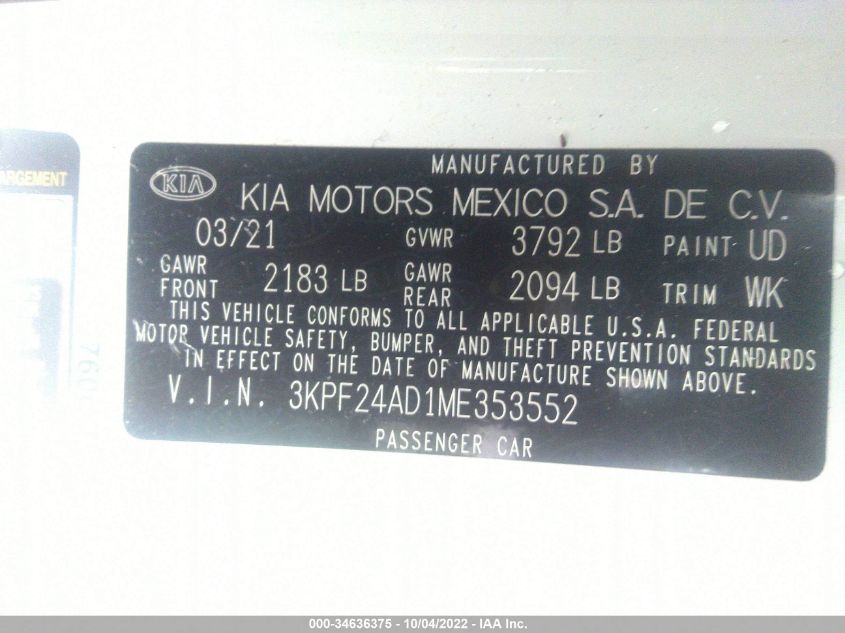 ARGEMENT
MANUFACTURED BY
KIA
KIA MOTORS MEXICO S.A. DE C.V.
03/21 GVWR 3792 LB PAINT UD
GAWR FRONT 2183 LB GAWR REAR 2094 LB TRIM WK
THIS VEHICLE CONFORMS TO ALL APPLICABLE U.S.A. FEDERAL
MOTOR VEHICLE SAFETY, BUMPER, AND THEFT PREVENTION STANDARDS
IN EFFECT ON THE DATE OF MANUFACTURE SHOWN ABOVE.
V.I.N. 3KPF24AD1ME353552
PASSENGER CAR
000-34636375 - 10/04/2022 - IAA Inc.